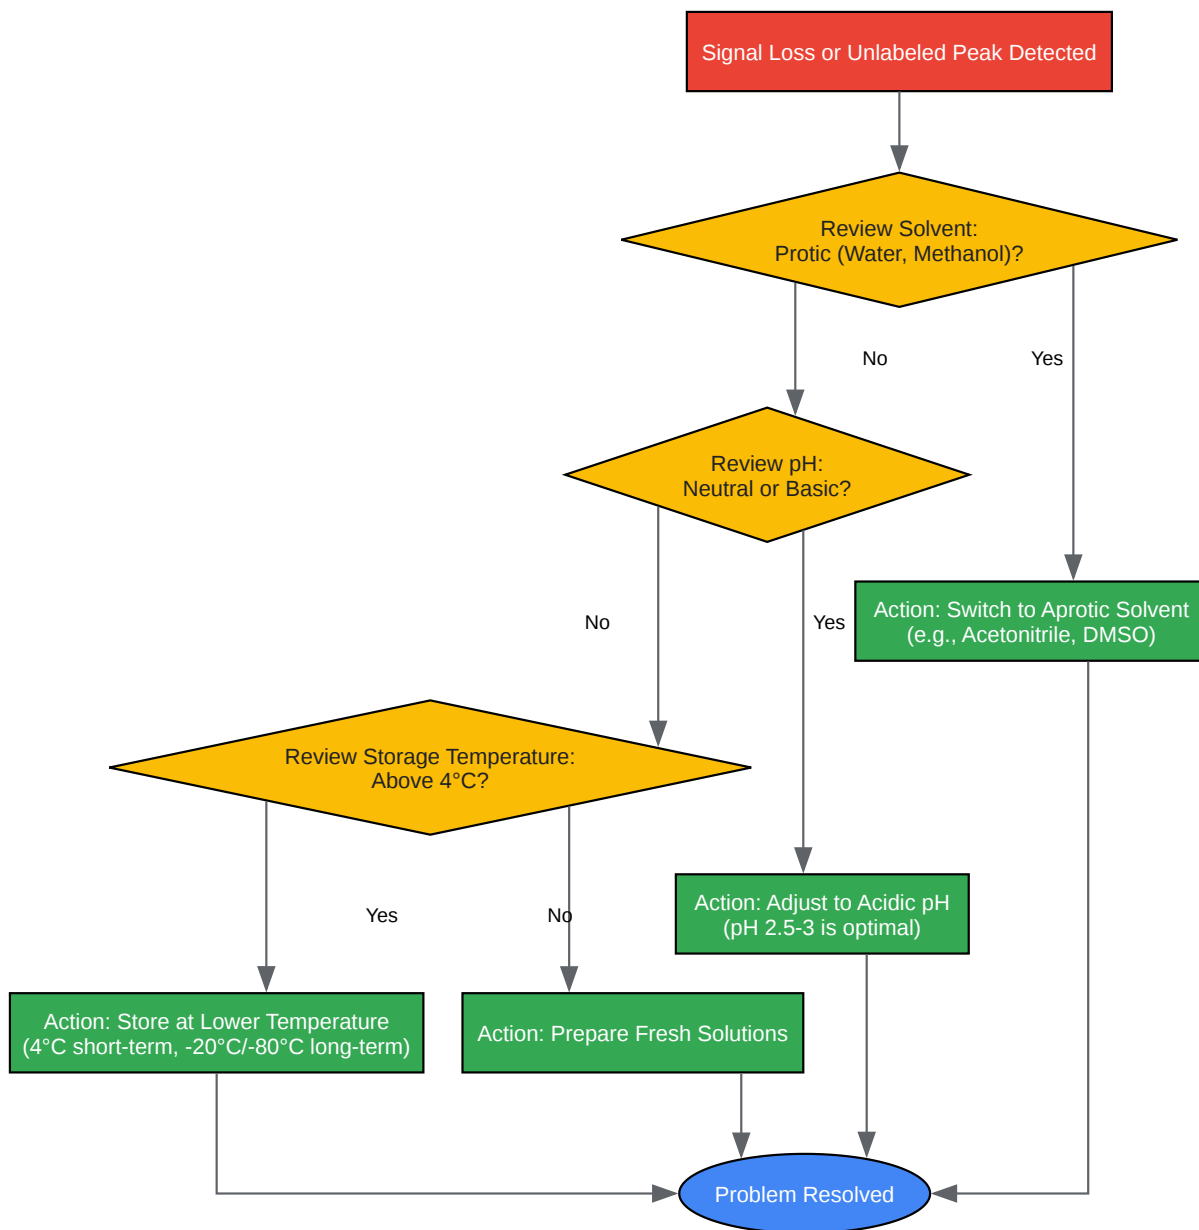 Signal Loss or Unlabeled Peak Detected
Review Solvent:
Protic (Water, Methanol)?
No
Yes
Review pH:
Neutral or Basic?
Action: Switch to Aprotic Solvent
(e.g., Acetonitrile, DMSO)
No
Yes
Review Storage Temperature:
Above 4°C?
Action: Adjust to Acidic pH
(pH 2.5-3 is optimal)
Yes
No
Action: Store at Lower Temperature
(4°C short-term, -20°C/-80°C long-term)
Action: Prepare Fresh Solutions
Problem Resolved